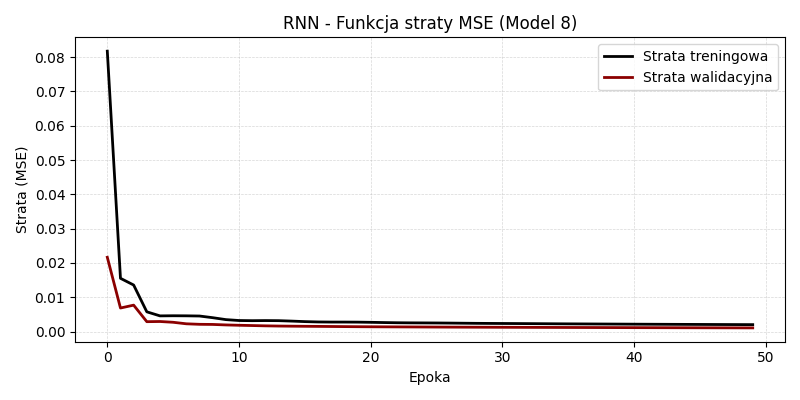 RNN - Funkcja straty MSE (Model 8)
Strata treningowa
Strata walidacyjna
Strata (MSE)
0.08
0.07
0.06
0.05
0.04
0.03
0.02
0.01
0.00
0 10 20 30 40 50
Epoka